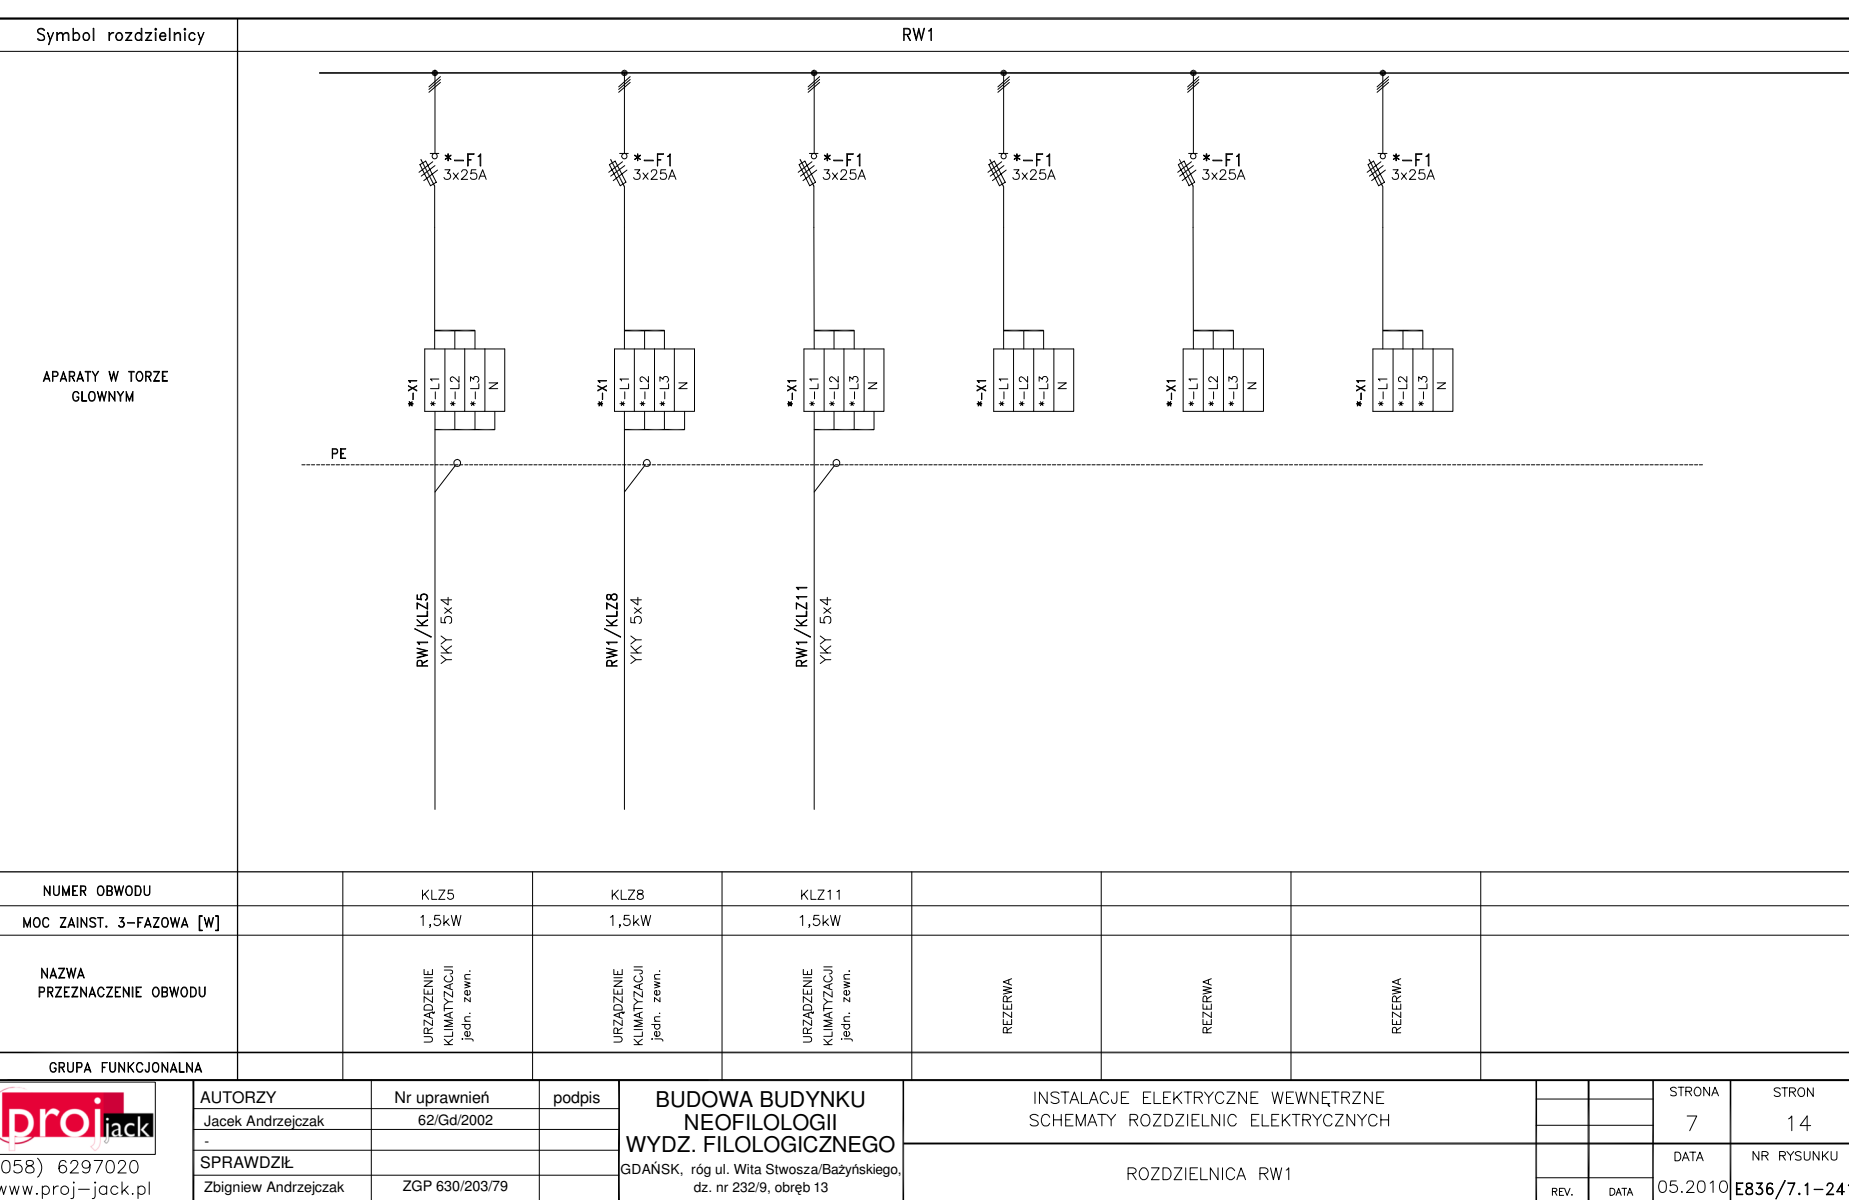 Symbol rozdzielnicy
RW1
*-F1
3x25A
*-F1
3x25A
*-F1
3x25A
*-F1
3x25A
*-F1
3x25A
*-F1
3x25A
APARATY W TORZE
GLOWNYM
*-X1
*-L1
*-L2
*-L3
N
*-X1
*-L1
*-L2
*-L3
N
*-X1
*-L1
*-L2
*-L3
N
*-X1
*-L1
*-L2
*-L3
N
*-X1
*-L1
*-L2
*-L3
N
*-X1
*-L1
*-L2
*-L3
N
PE
RW1/KLZ5
YKY 5x4
RW1/KLZ8
YKY 5x4
RW1/KLZ11
YKY 5x4
NUMER OBWODU
KLZ5
KLZ8
KLZ11
MOC ZAINST. 3-FAZOWA [W]
1,5kW
1,5kW
1,5kW
NAZWA
PRZEZNACZENIE OBWODU
URZĄDZENIE
KLIMATYZACJI
jedn. zewn.
URZĄDZENIE
KLIMATYZACJI
jedn. zewn.
URZĄDZENIE
KLIMATYZACJI
jedn. zewn.
REZERWA
REZERWA
REZERWA
GRUPA FUNKCJONALNA
proj jack
058) 6297020
www.proj-jack.pl
AUTORZY
Nr uprawnień
podpis
Jacek Andrzejczak
62/Gd/2002
-
SPRAWDZIŁ
Zbigniew Andrzejczak
ZGP 630/203/79
BUDOWA BUDYNKU
NEOFILOLOGII
WYDZ. FILOLOGICZNEGO
GDAŃSK, róg ul. Wita Stwosza/Bażyńskiego,
dz. nr 232/9, obręb 13
INSTALACJE ELEKTRYCZNE WEWNĘTRZNE
SCHEMATY ROZDZIELNIC ELEKTRYCZNYCH
ROZDZIELNICA RW1
REV.
DATA
STRONA
7
STRON
14
DATA
05.2010
NR RYSUNKU
E836/7.1-241